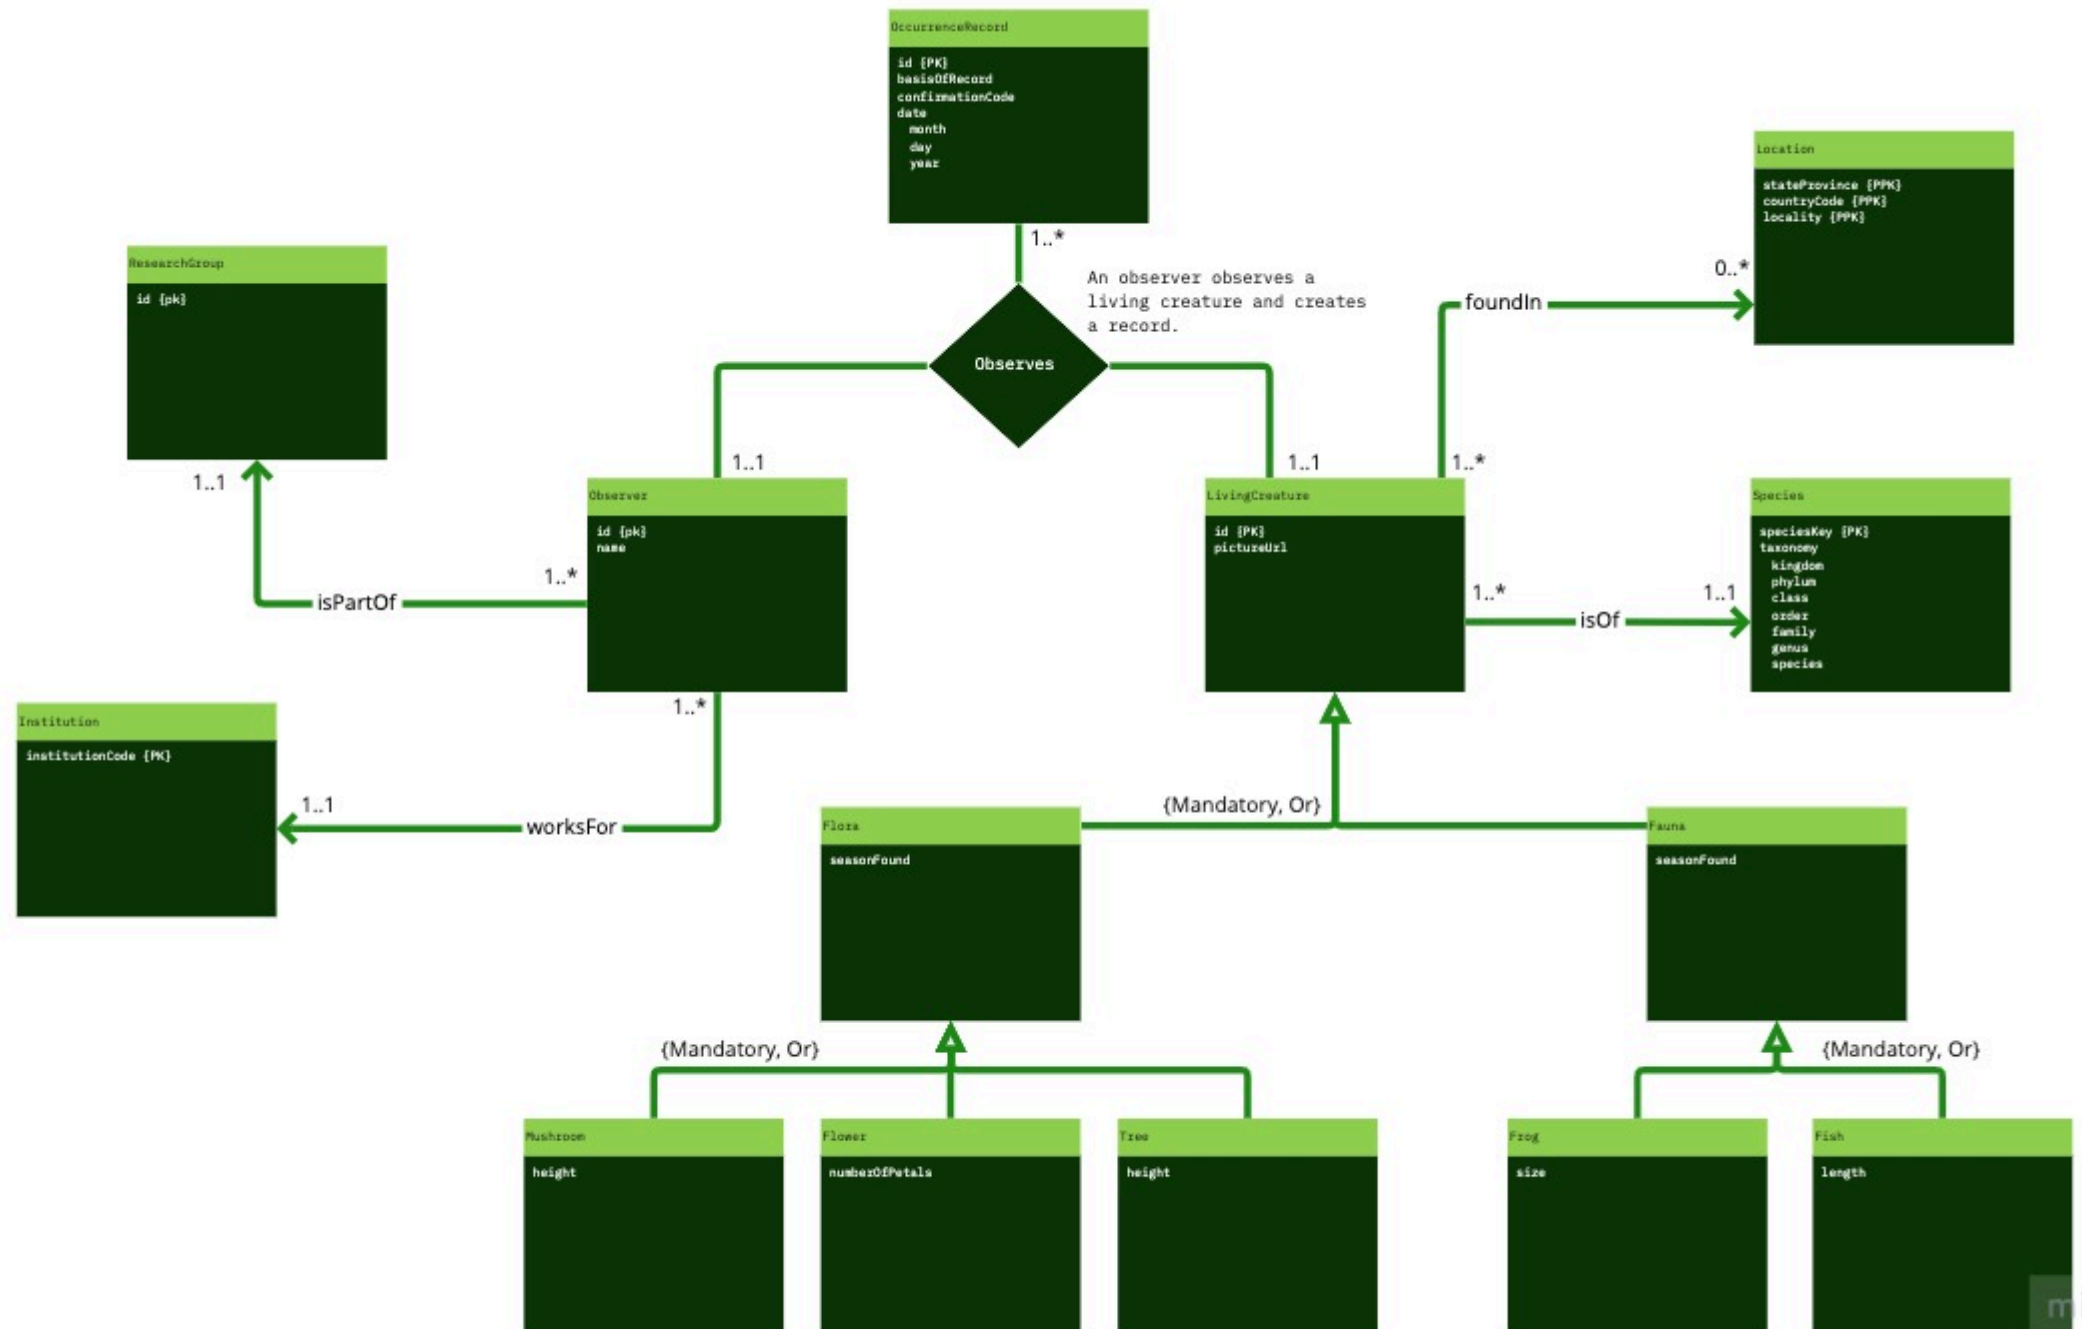 OccurrenceRecord
id {PK}
basisOfRecord
confirmationCode
date
month
day
year
1..*
An observer observes a
living creature and creates
a record.
Observes
Location
stateProvince {PPK}
countryCode {PPK}
locality {PPK}
0..*
foundIn
ResearchGroup
id {pk}
1..1
1..1
1..1
1..*
Observer
id {pk}
name
1..*
isPartOf
LivingCreature
id {PK}
pictureUrl
1..*
1..1
isOf
Species
speciesKey {PK}
taxonomy
kingdom
phylum
class
order
family
genus
species
Institution
institutionCode {PK}
1..*
1..1
worksFor
{Mandatory, Or}
Flora
seasonFound
Fauna
seasonFound
{Mandatory, Or}
{Mandatory, Or}
Mushroom
height
Flower
numberOfPetals
Tree
height
Frog
size
Fish
length
m